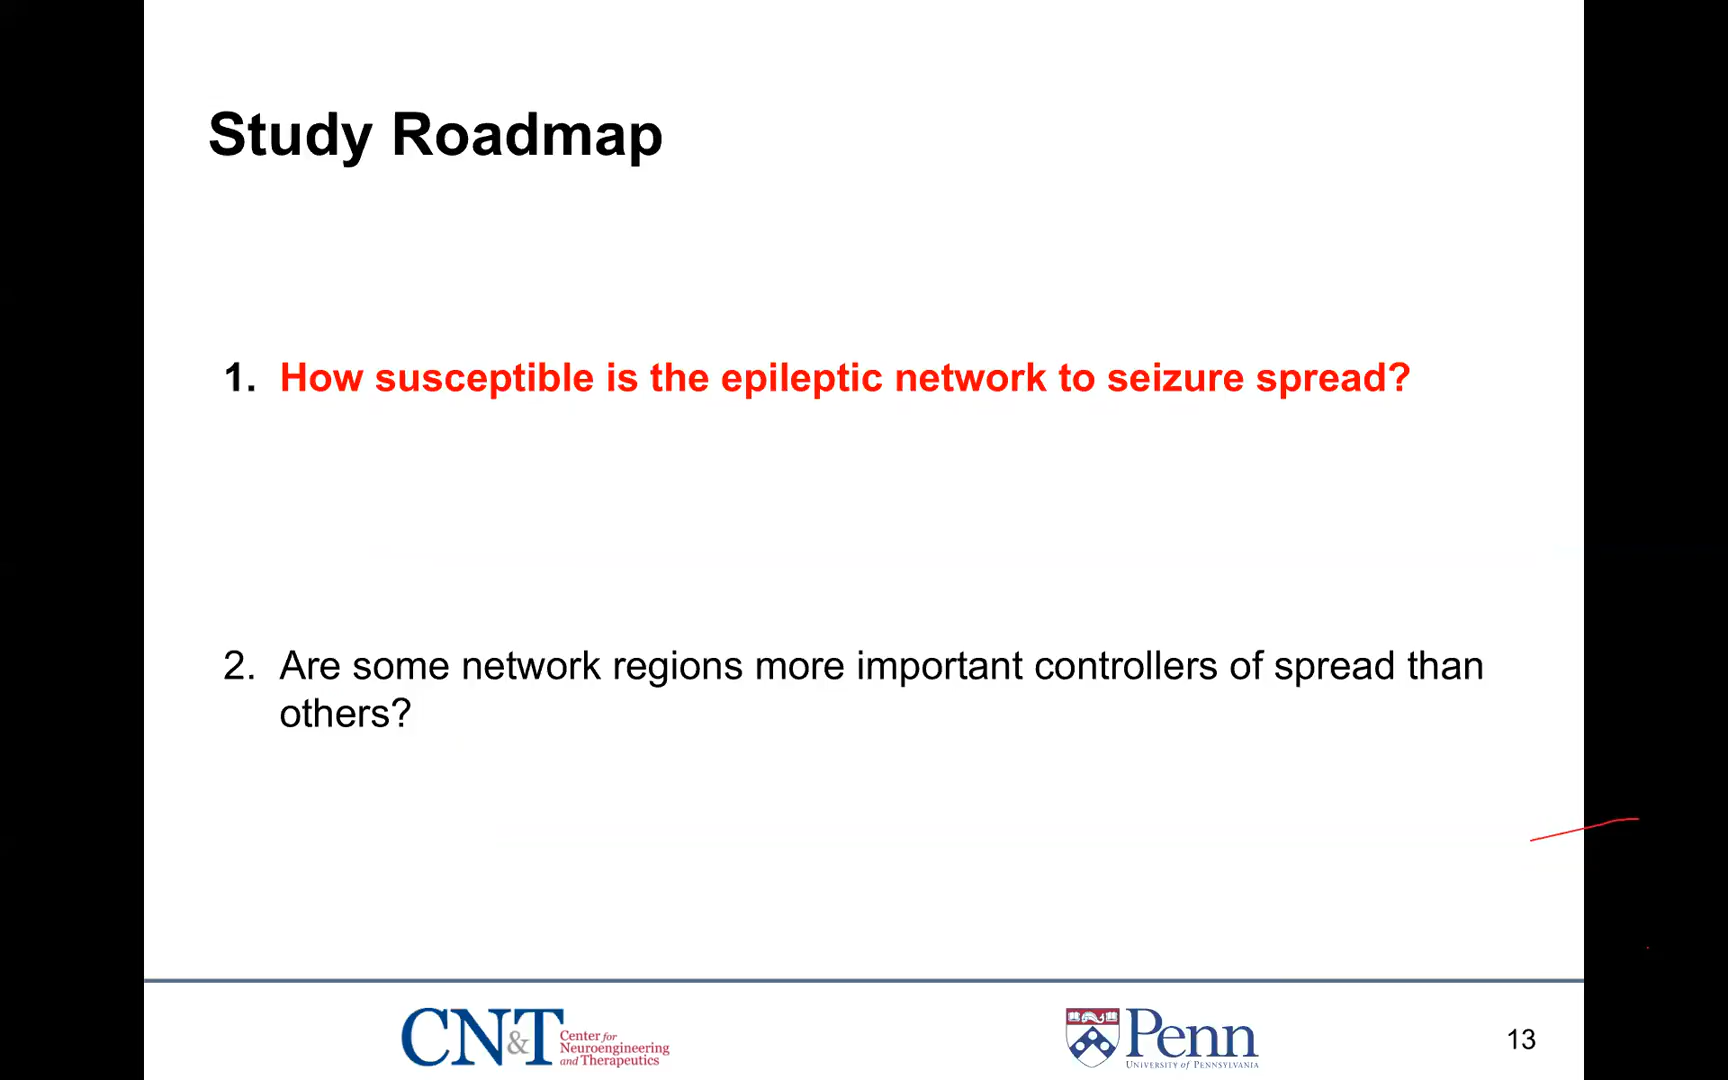 Study Roadmap
1. How susceptible is the epileptic network to seizure spread?
2. Are some network regions more important controllers of spread than
others?
CN&T Center for
Neuroengineering
and Therapeutics
Penn
UNIVERSITY of PENNSYLVANIA
13